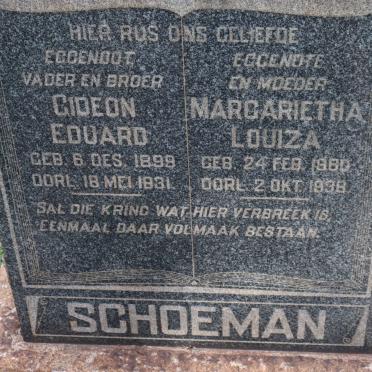 HIER RUS ONS GELIEFDE
EGGENOOT,
VADER EN BROER
GIDEON
EDUARD
GEB. 6 DES. 1899
OORL. 18 MEI 1931.
EGGENOTE
EN MOEDER
MARGARIETHA
LOUIZA
GEB. 24 FEB.
OORL. 2 OKT.
SAL DIE KRING WAT HIER VERBREEK IS,
EENMAAL DAAR VOLMAAK BESTAAN.
SCHOEMAN